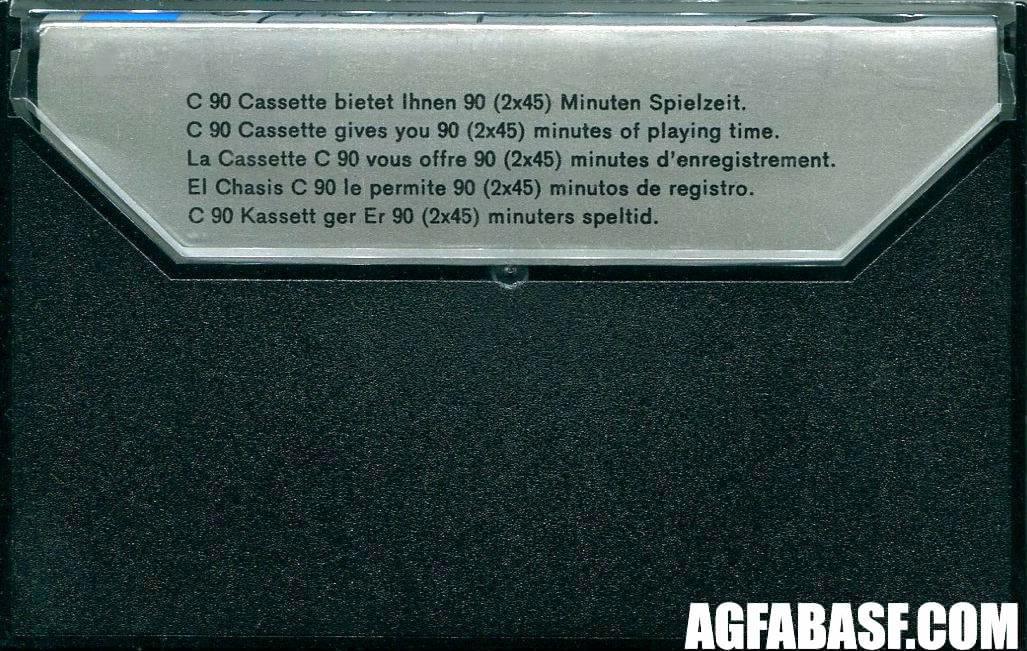 C 90 Cassette bietet Ihnen 90 (2x45) Minuten Spielzeit.
C 90 Cassette gives you 90 (2x45) minutes of playing time.
La Cassette C 90 vous offre 90 (2x45) minutes d'enregistrement.
El Chasis C 90 le permite 90 (2x45) minutos de registro.
C 90 Kassett ger Er 90 (2x45) minuters speltid.
AGFABASF.COM